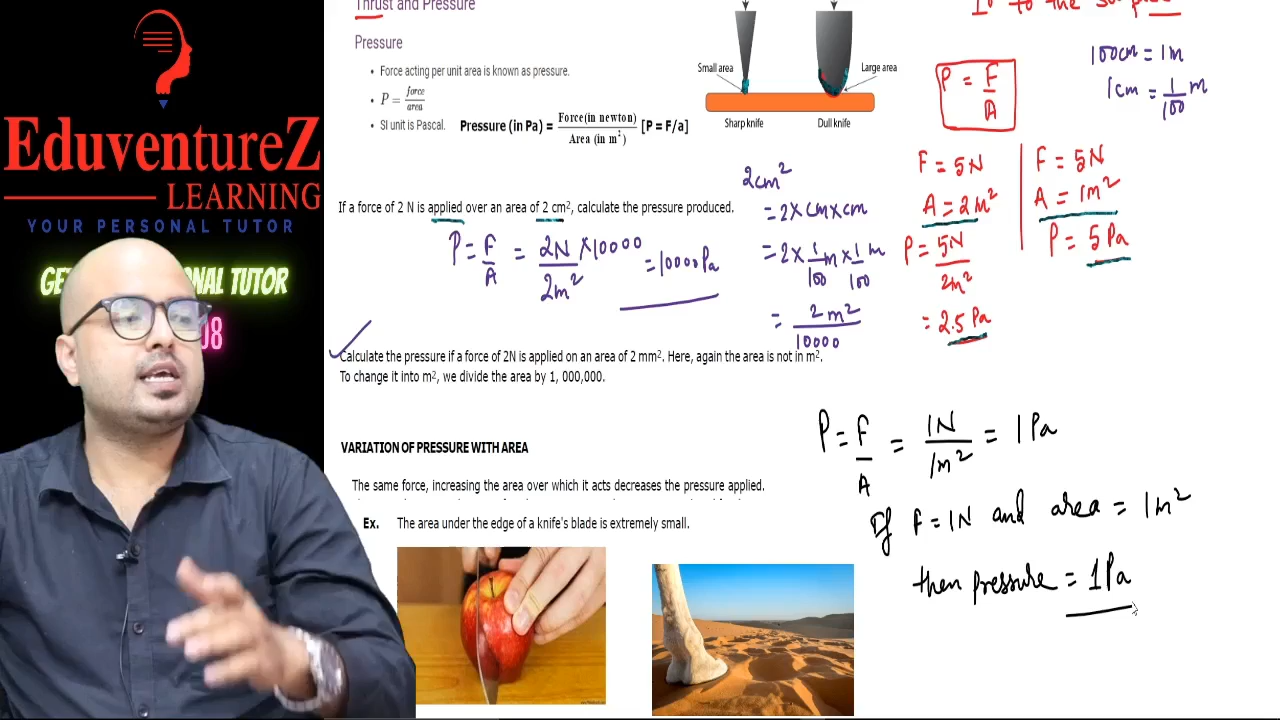 EduventureZ
LEARNING
YOUR PERSONAL TUTOR
Thrust and Pressure
Pressure
• Force acting per unit area is known as pressure.
• P = force/area
• SI unit is Pascal. Pressure (in Pa) = Force(in newton)/Area (in m²) [P = F/a]
Small area
Large area
Sharp knife
Dull knife
to the
P = F/A
100cm = 1m
1cm = 1/100 m
F = 5N
A = 2m²
P = 5N/2m²
= 2.5 Pa
F = 5N
A = 1m²
P = 5 Pa
If a force of 2 N is applied over an area of 2 cm², calculate the pressure produced.
P = F/A = 2N/2m² × 10000 = 10000 Pa
2cm²
= 2 × cm × cm
= 2 × 1/100 m × 1/100 m
= 2m²/10000
Calculate the pressure if a force of 2N is applied on an area of 2 mm². Here, again the area is not in m².
To change it into m², we divide the area by 1, 000,000.
P = F/A = 1N/1m² = 1 Pa
If F = 1N and area = 1m²
then pressure = 1 Pa
VARIATION OF PRESSURE WITH AREA
The same force, increasing the area over which it acts decreases the pressure applied.
Ex. The area under the edge of a knife's blade is extremely small.